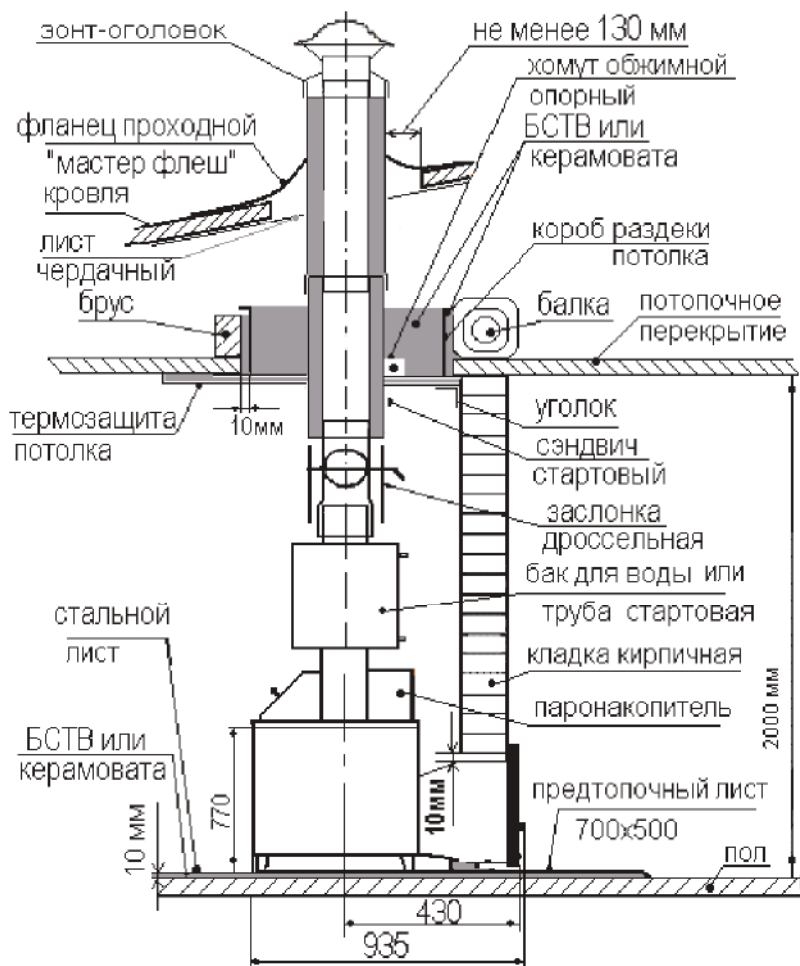 зонт-оголовок
не менее 130 мм
хомут обжимной
опорный
фланец проходной
"мастер флеш"
БСТВ или
керамовата
кровля
лист
чердачный
короб раздеки
потолка
брус
балка
потопочное
перекрытие
термозащита
потолка
10мм
уголок
сэндвич
стартовый
заслонка
дроссельная
бак для воды или
труба стартовая
стальной
лист
кладка кирпичная
паронакопитель
2000 мм
БСТВ или
керамовата
770
10мм
предтопочный лист
700х500
10 мм
пол
430
935